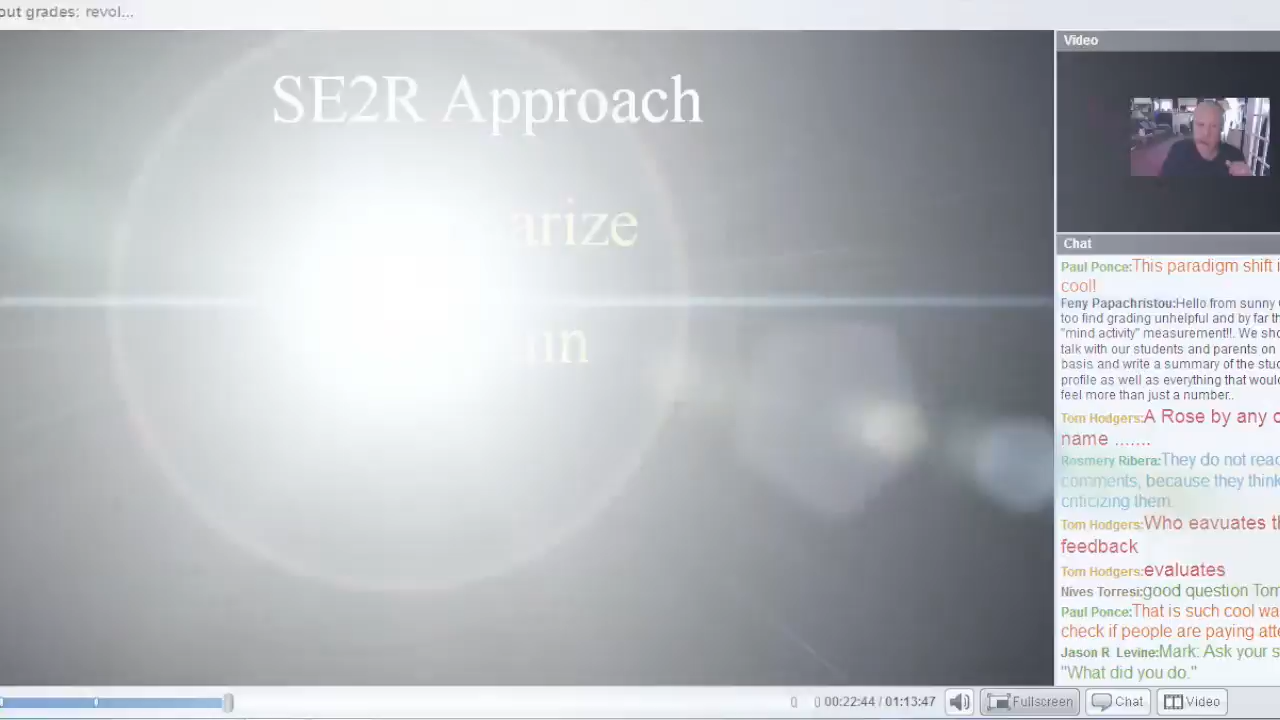 out grades: revol...
SE2R Approach
arize
in
Video
Chat
Paul Ponce:This paradigm shift i
cool!
Feny Papachristou:Hello from sunny
too find grading unhelpful and by far th
"mind activity" measurement!!. We sho
talk with our students and parents on
basis and write a summary of the stu
profile as well as everything that would
feel more than just a number..
Tom Hodgers:A Rose by any
name .......
Rosmery Ribera:They do not read
comments, because they think
cnticizing them.
Tom Hodgers:Who eavuates th
feedback
Tom Hodgers:evaluates
Nives Torresi:good question Tom
Paul Ponce:That is such cool wa
check if people are paying atte
Jason R Levine:Mark: Ask your s
"What did you do."
00:22:44 / 01:13:47
Fullscreen
Chat
Video